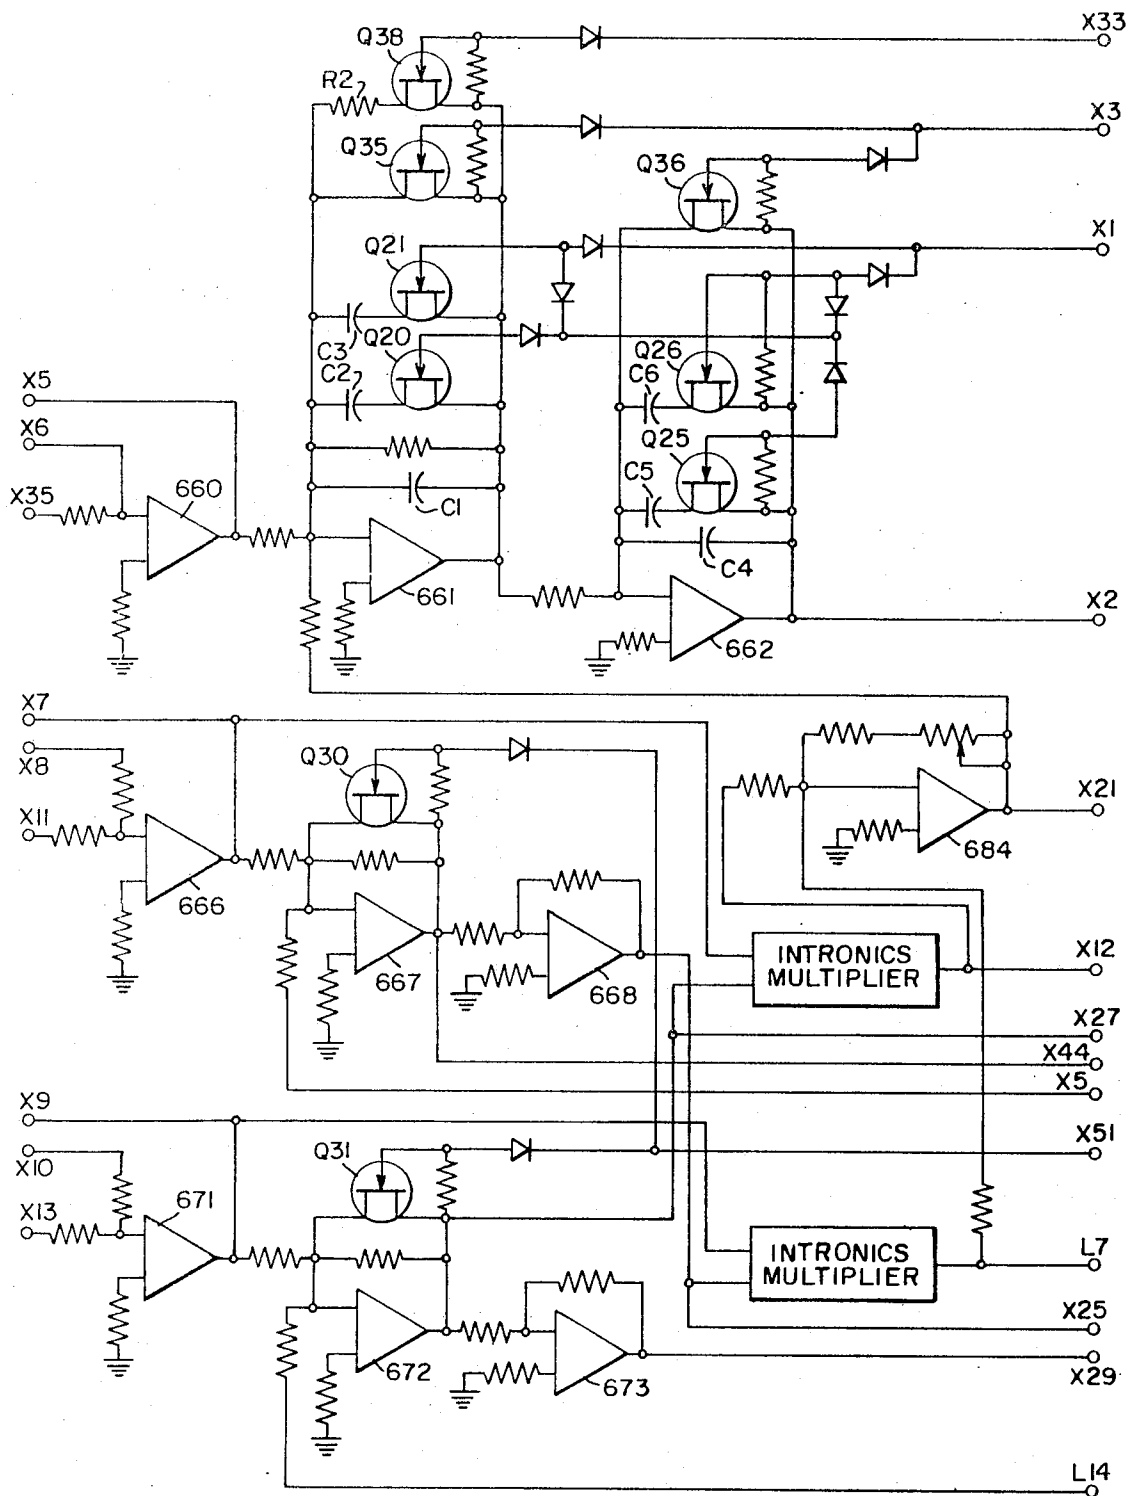 X33
Q38
R2
X3
Q35
Q36
X1
Q21
C3
Q20
Q26
C2
C6
X5
Q25
X6
C5
X35
660
C1
C4
661
X2
662
X7
Q30
X8
X21
X11
684
666
INTRONICS
MULTIPLIER
X12
667
668
X27
X44
X5
X9
X51
Q31
X10
671
X13
INTRONICS
MULTIPLIER
L7
X25
672
673
X29
L14